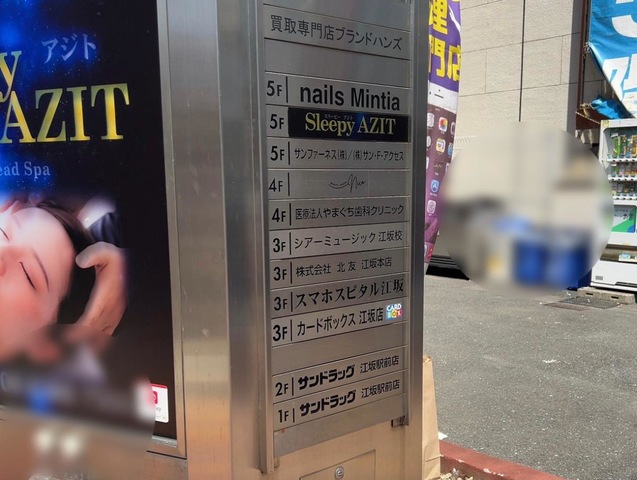 アジト
AZIT
ead Spa
買取専門店ブランドハンズ
5F nails Mintia
5F Sleepy AZIT
5F サンファーネス(株)/(株)サン・F・アクセス
4F
4F 医療法人やまぐち歯科クリニック
3F シアーミュージック 江坂校
3F 株式会社 北友 江坂本店
3F スマホスピタル江坂
3F カードボックス 江坂店 CARD BOX
2F サンドラッグ 江坂駅前店
1F サンドラッグ 江坂駅前店
理
門店